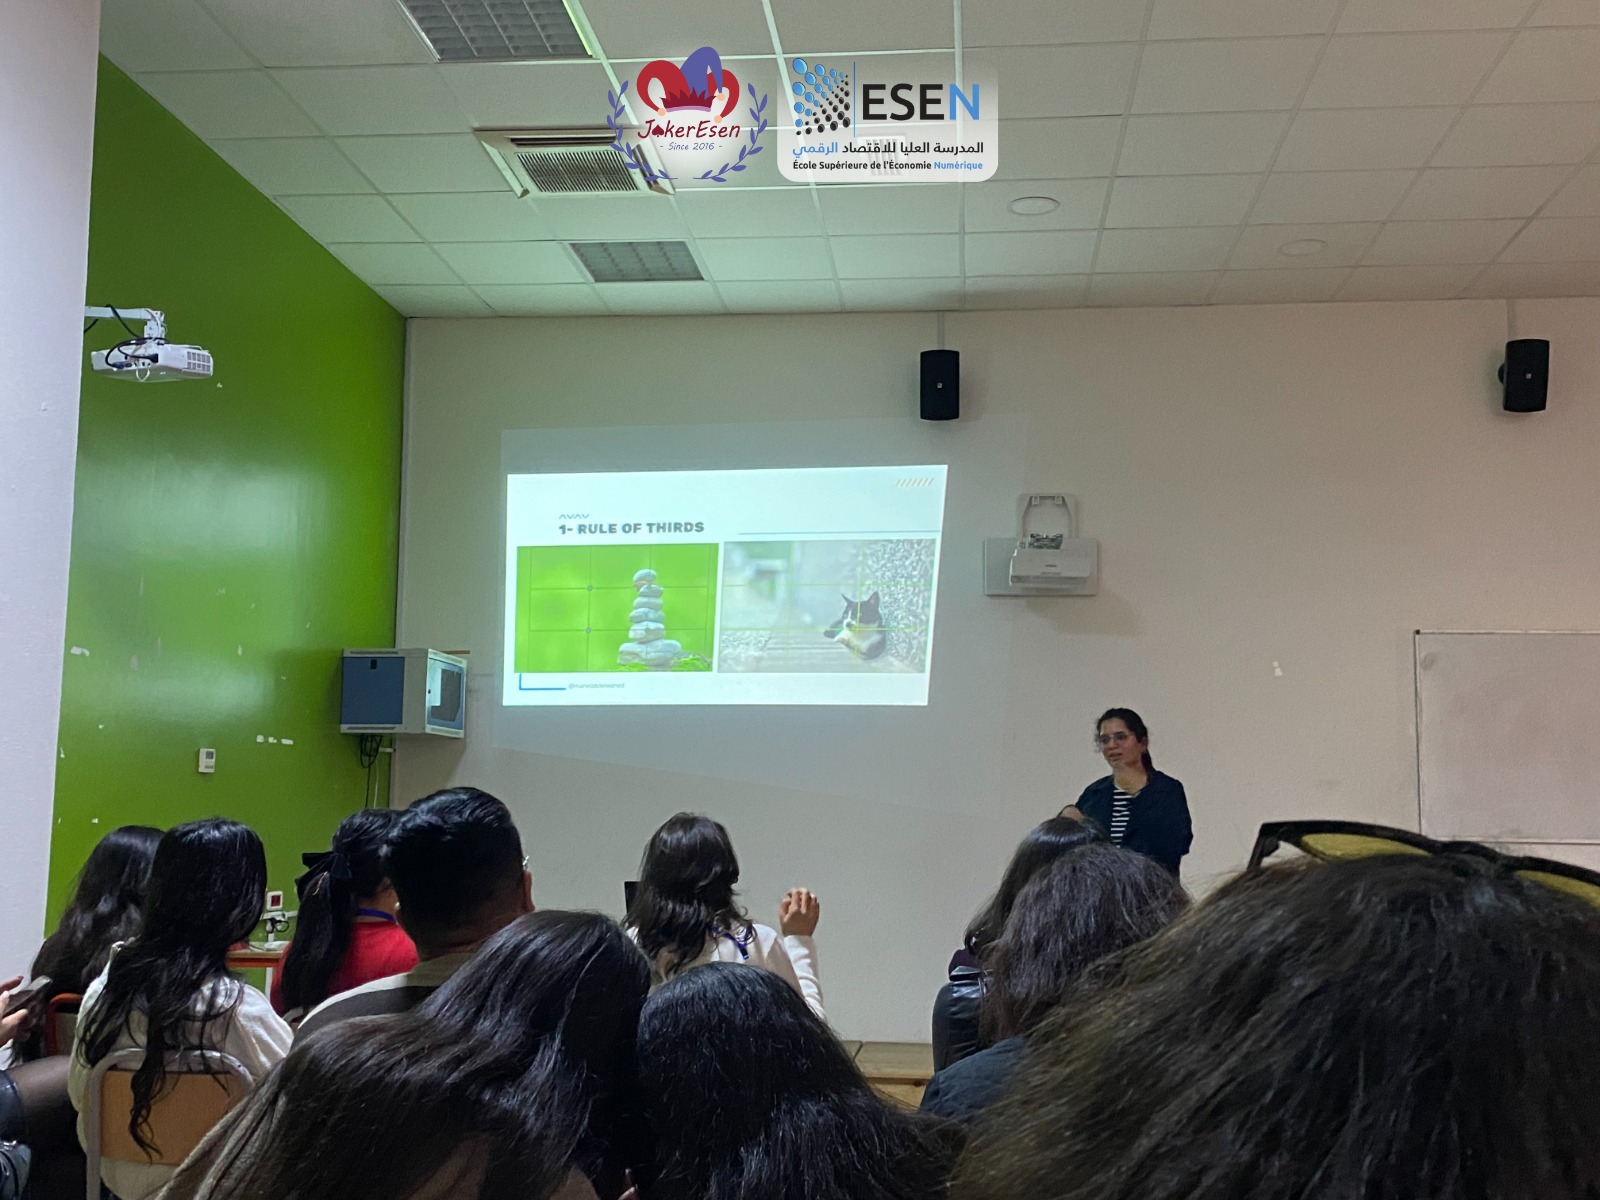 JokerEsen
- Since 2016 -
ESEN
المدرسة العليا للاقتصاد الرقمي
École Supérieure de l'Économie Numérique
1- RULE OF THIRDS